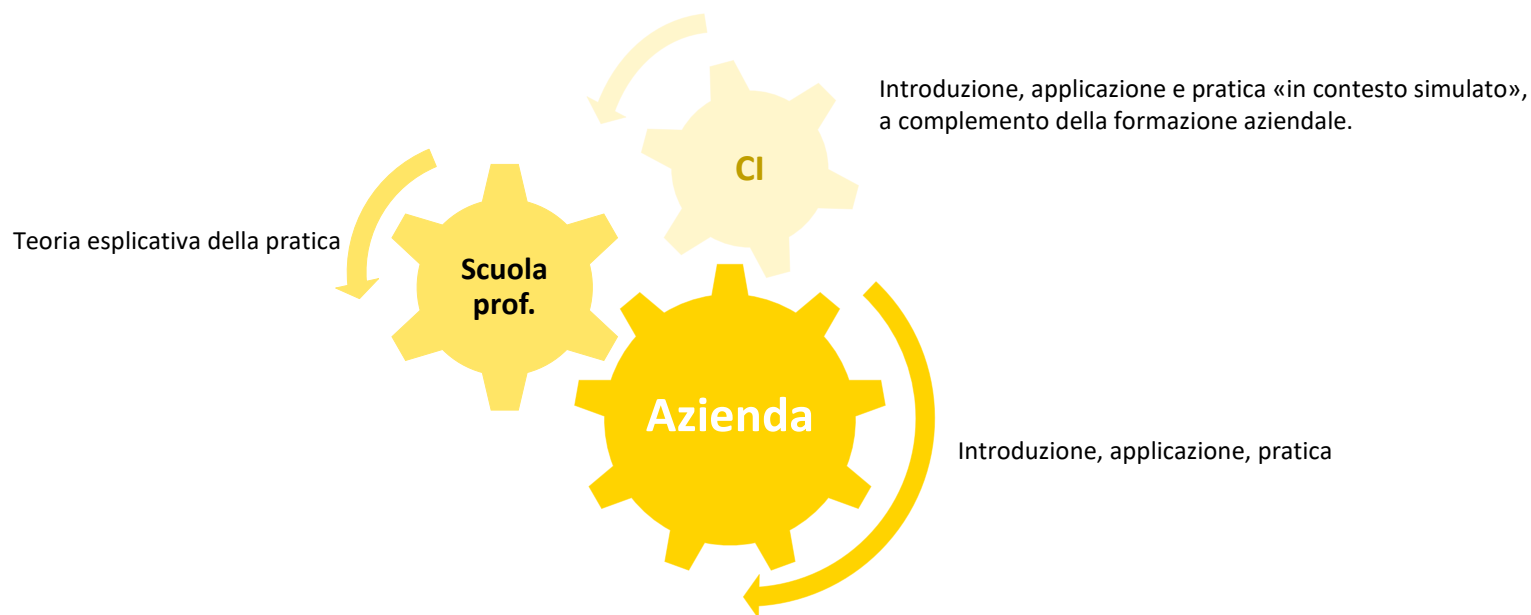 Introduzione, applicazione e pratica «in contesto simulato»,
a complemento della formazione aziendale.
CI
Teoria esplicativa della pratica
Scuola
prof.
Azienda
Introduzione, applicazione, pratica